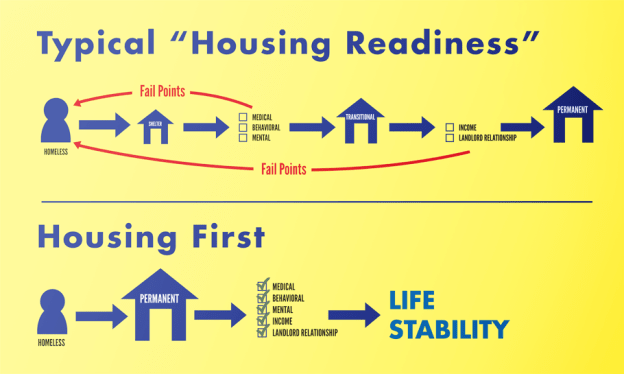 Typical “Housing Readiness”
Fail Points
HOMELESS
SHELTER
MEDICAL
BEHAVIORAL
MENTAL
TRANSITIONAL
INCOME
LANDLORD RELATIONSHIP
PERMANENT
Fail Points
Housing First
HOMELESS
PERMANENT
MEDICAL
BEHAVIORAL
MENTAL
INCOME
LANDLORD RELATIONSHIP
LIFE
STABILITY